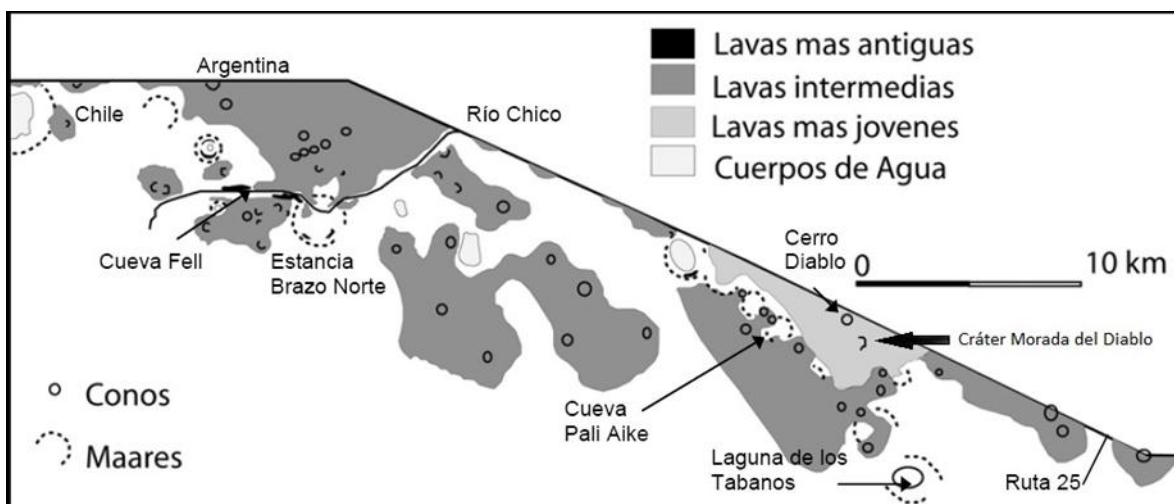 Argentina
Chile
Río Chico
Lavas mas antiguas
Lavas intermedias
Lavas mas jovenes
Cuerpos de Agua
Cueva Fell
Estancia
Brazo Norte
Cerro
Diablo
0 10 km
Cráter Morada del Diablo
Conos
Maares
Cueva
Pali Aike
Laguna de los
Tabanos
Ruta 25